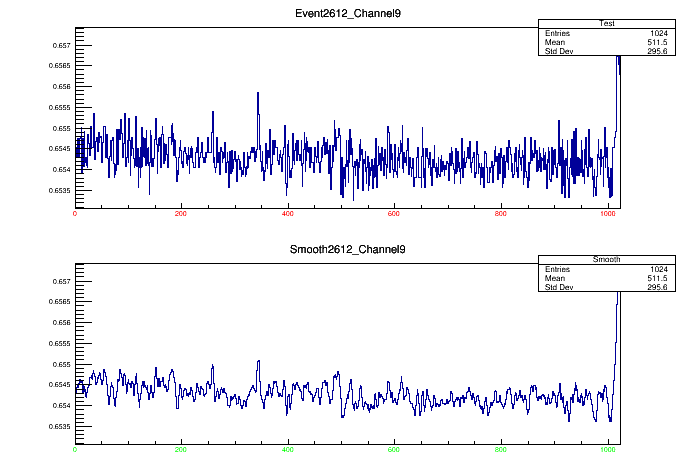 Event2612_Channel9
Test
Entries 1024
Mean 511.5
Std Dev 295.6
0.657
0.6565
0.656
0.6555
0.655
0.6545
0.654
0.6535
0 200 400 600 800 1000
Smooth2612_Channel9
Smooth
Entries 1024
Mean 511.5
Std Dev 295.6
0.657
0.6565
0.656
0.6555
0.655
0.6545
0.654
0.6535
0 200 400 600 800 1000